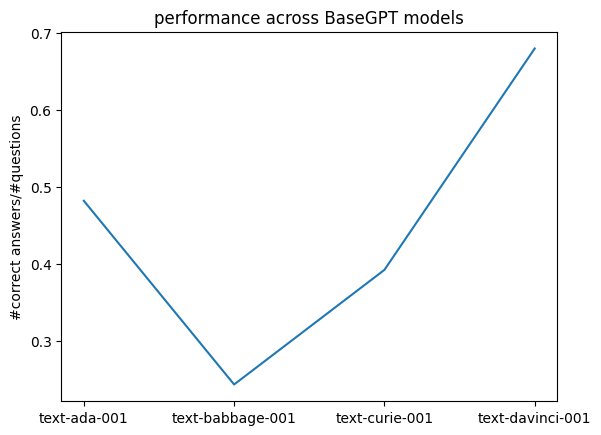 performance across BaseGPT models
#correct answers/#questions
0.7
0.6
0.5
0.4
0.3
text-ada-001
text-babbage-001
text-curie-001
text-davinci-001